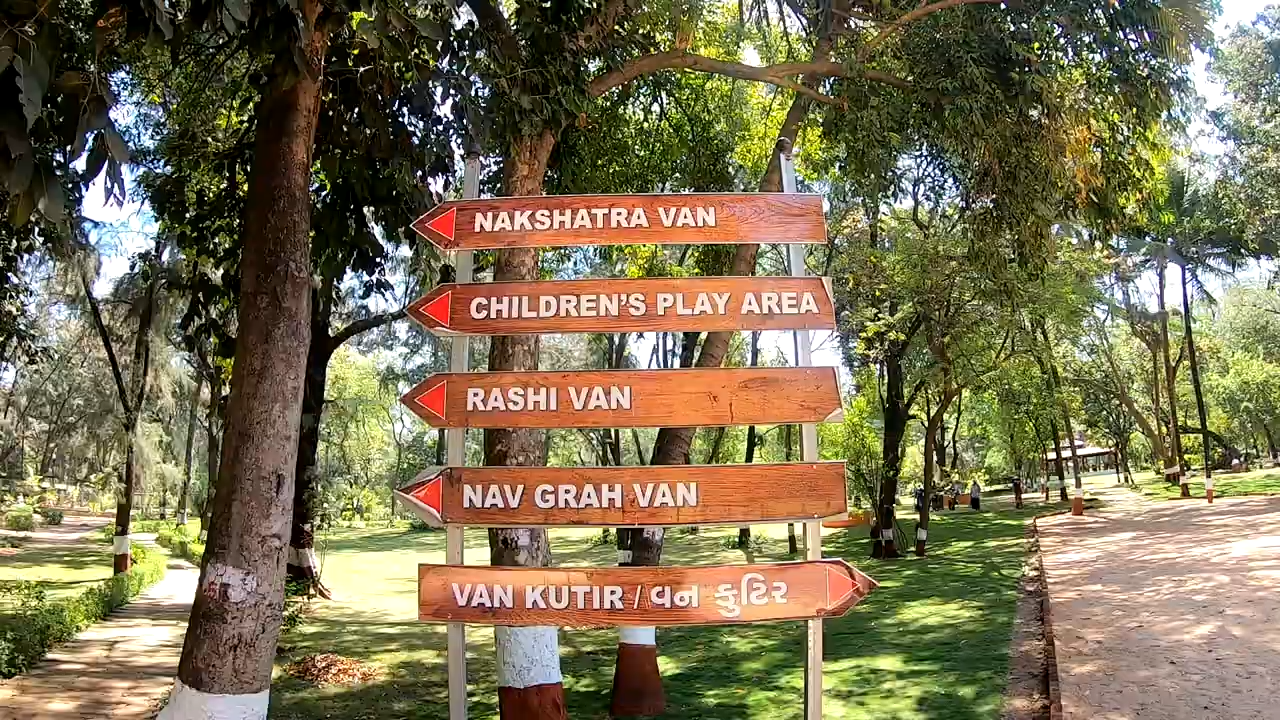 NAKSHATRA VAN
CHILDREN’S PLAY AREA
RASHI VAN
NAV GRAH VAN
VAN KUTIR / વન કુટિર